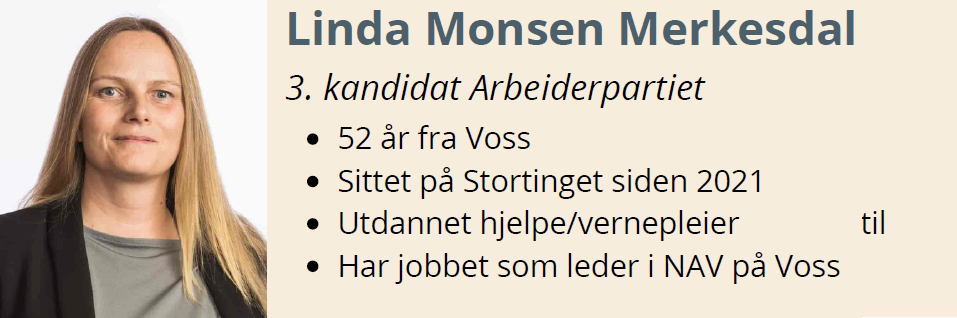 Linda Monsen Merkesdal
3. kandidat Arbeiderpartiet
• 52 år fra Voss
• Sittet på Stortinget siden 2021
• Utdannet hjelpe/vernepleier til
• Har jobbet som leder i NAV på Voss